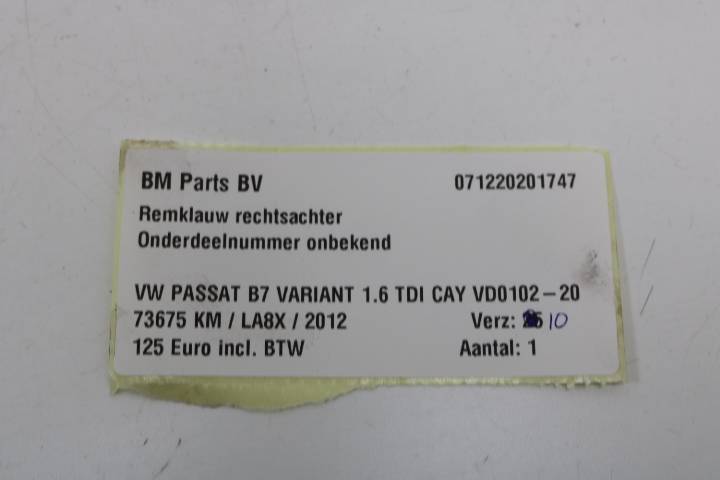 BM Parts BV 071220201747
Remklauw rechtsachter
Onderdeelnummer onbekend
VW PASSAT B7 VARIANT 1.6 TDI CAY VD0102-20
73675 KM / LA8X / 2012 Verz: 10
125 Euro incl. BTW Aantal: 1